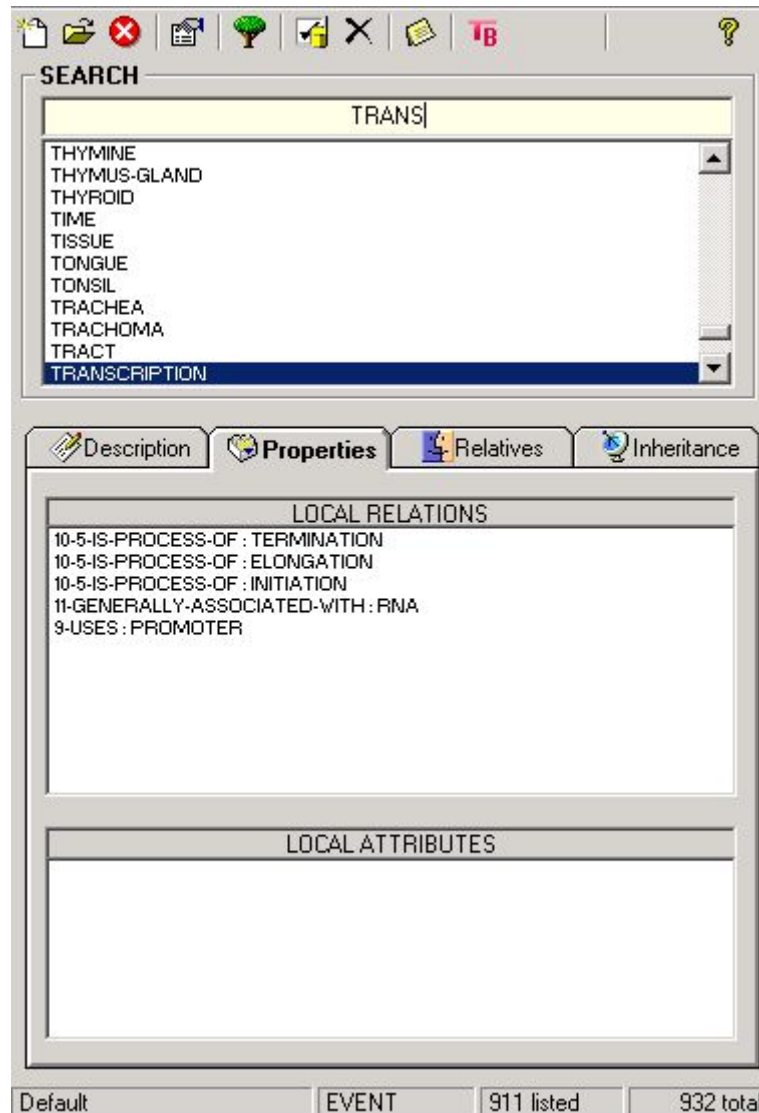 TB
SEARCH
TRANS
THYMINE
THYMUS-GLAND
THYROID
TIME
TISSUE
TONGUE
TONSIL
TRACHEA
TRACHOMA
TRACT
TRANSCRIPTION
Description Properties Relatives Inheritance
LOCAL RELATIONS
10-5-IS-PROCESS-OF : TERMINATION
10-5-IS-PROCESS-OF : ELONGATION
10-5-IS-PROCESS-OF : INITIATION
11-GENERALLY-ASSOCIATED-WITH : RNA
9-USES : PROMOTER
LOCAL ATTRIBUTES
Default EVENT 911 listed 932 tota